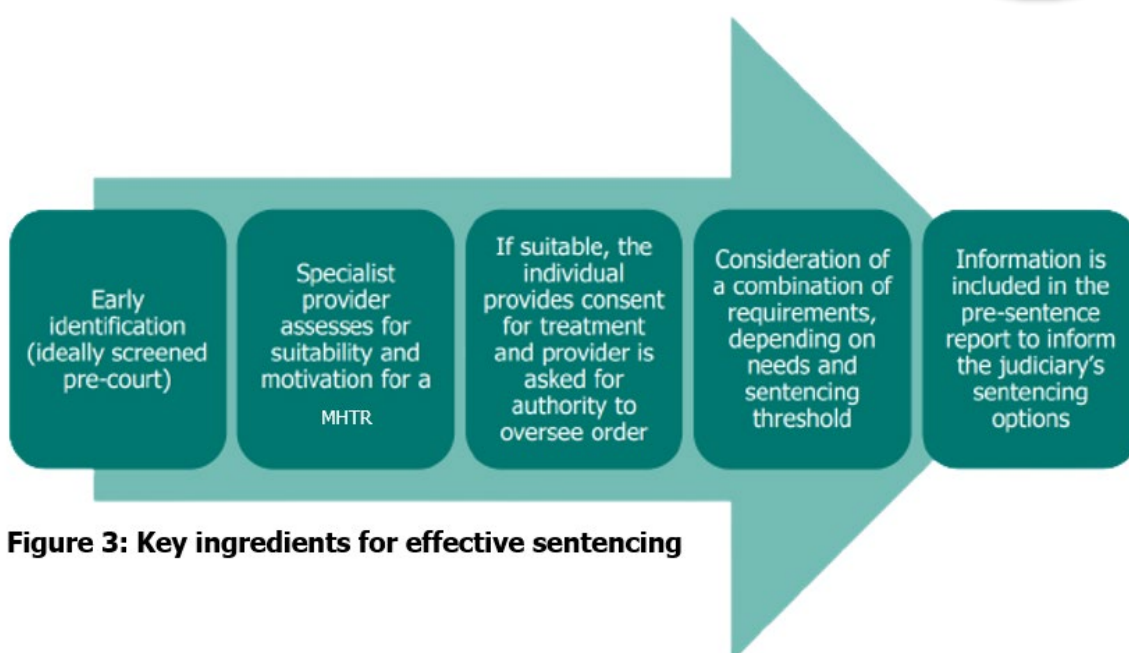 Early
identification
(ideally screened
pre-court)
Specialist
provider
assesses for
suitability and
motivation for a
MHTR
If suitable, the
individual
provides consent
for treatment
and provider is
asked for
authority to
oversee order
Consideration of
a combination of
requirements,
depending on
needs and
sentencing
threshold
Information is
included in the
pre-sentence
report to inform
the judiciary’s
sentencing
options
Figure 3: Key ingredients for effective sentencing